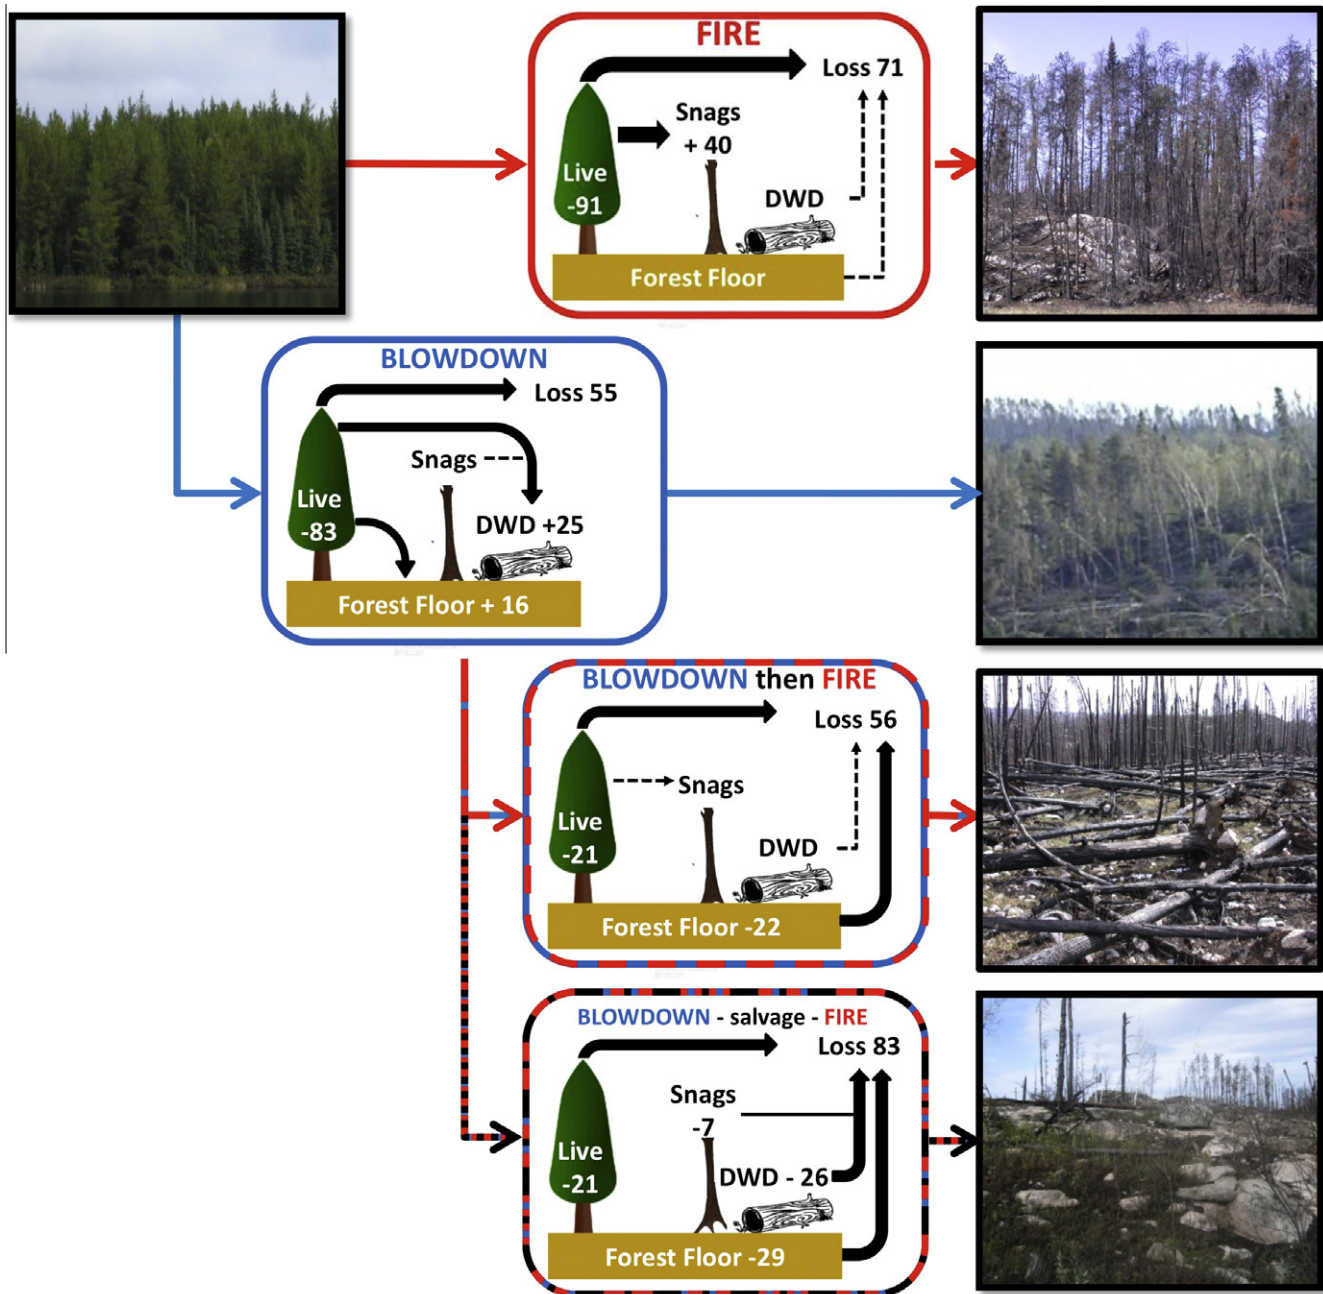 FIRE
Loss 71
Snags
+ 40
Live
-91
DWD
Forest Floor
BLOWDOWN
Loss 55
Snags
Live
-83
DWD +25
Forest Floor + 16
BLOWDOWN then FIRE
Loss 56
Snags
Live
-21
DWD
Forest Floor -22
BLOWDOWN - salvage - FIRE
Loss 83
Snags
-7
Live
-21
DWD - 26
Forest Floor -29